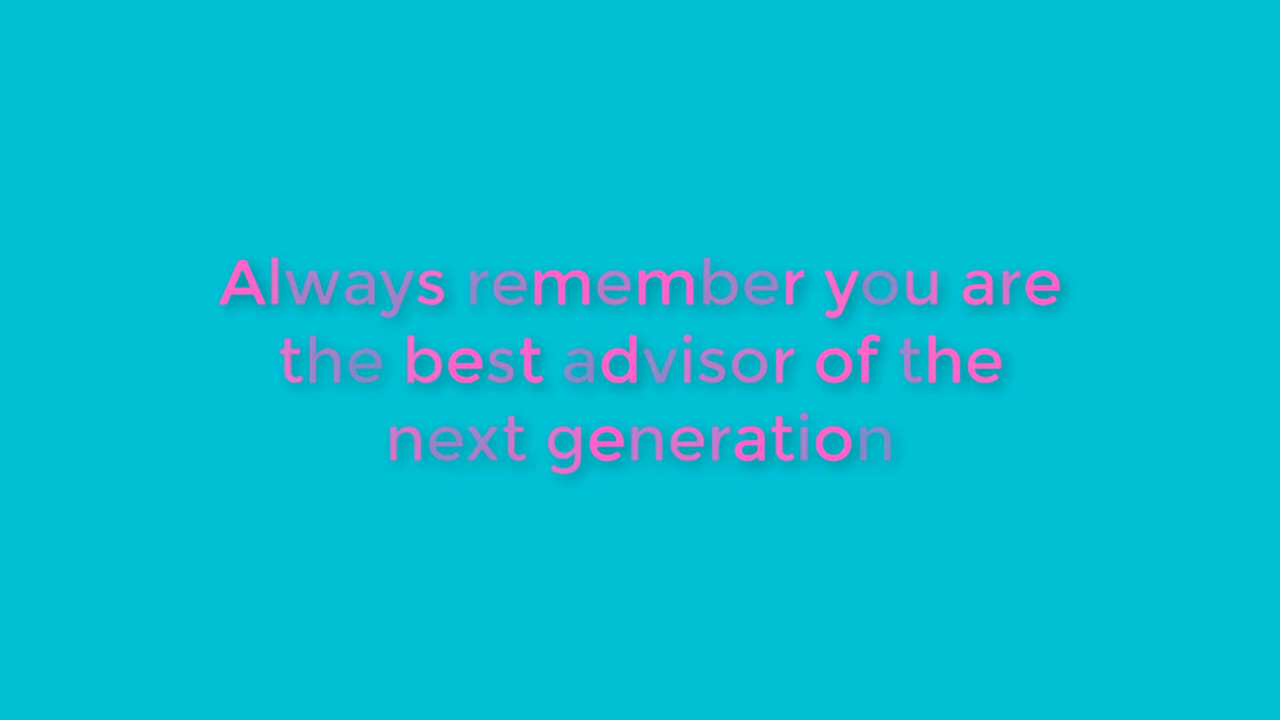 Always remember you are
the best advisor of the
next generation